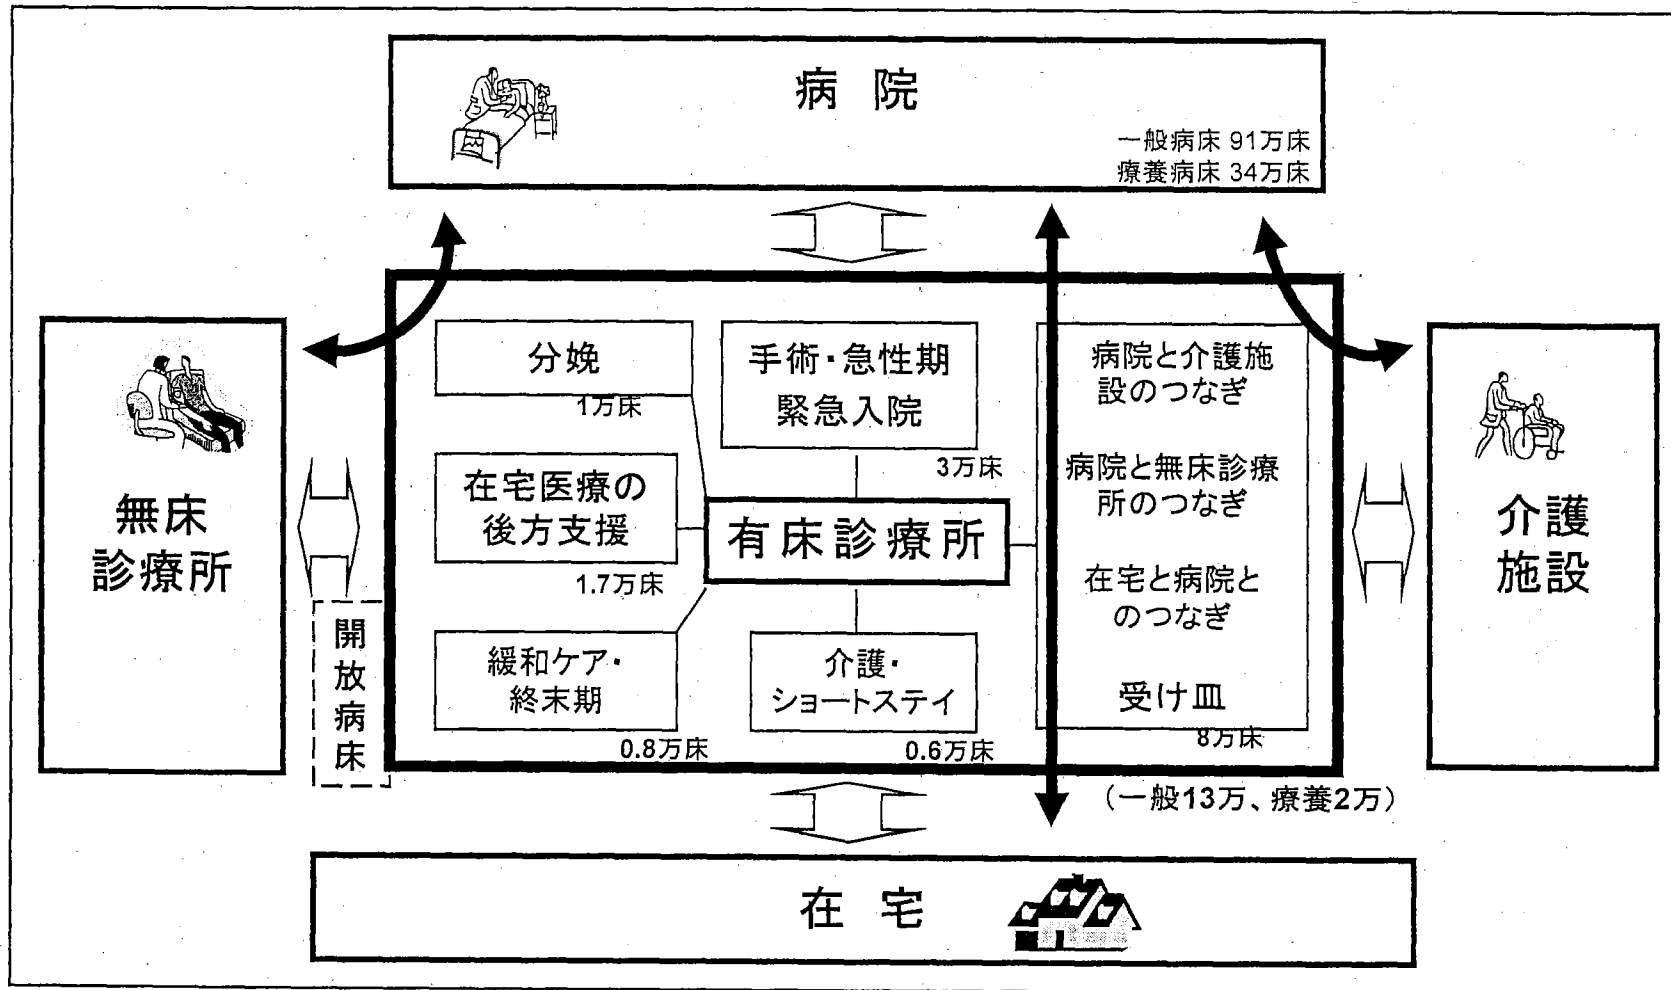 病院
一般病床 91万床
療養病床 34万床
無床
診療所
開放病床
分娩
1万床
手術・急性期
緊急入院
3万床
在宅医療の
後方支援
1.7万床
有床診療所
緩和ケア・
終末期
0.8万床
介護・
ショートステイ
0.6万床
病院と介護施
設のつなぎ
病院と無床診療
所のつなぎ
在宅と病院と
のつなぎ
受け皿
8万床
(一般13万、療養2万)
介護
施設
在宅